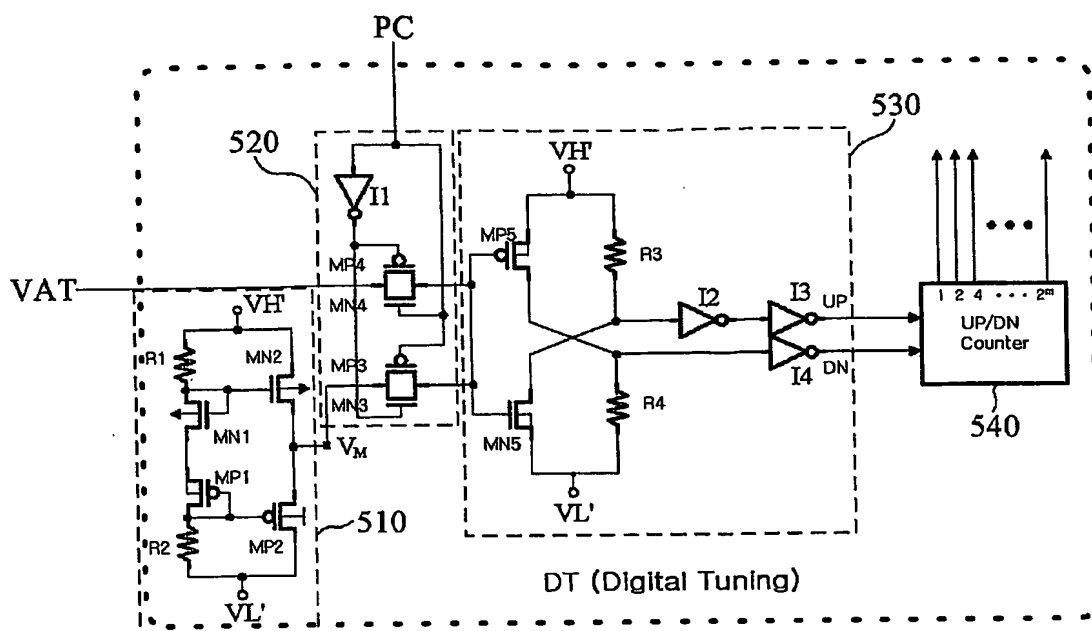 PC
530
520
VH'
I1
MP5
R3
MP4
VAT
MN4
VH'
I2
I3
UP
1 2 4 ... 2ᵐ
UP/DN
Counter
R1
MN2
MP3
MN3
I4
DN
R4
540
MN1
V_M
MN5
MP1
VL'
R2
MP2
510
DT (Digital Tuning)
VL'